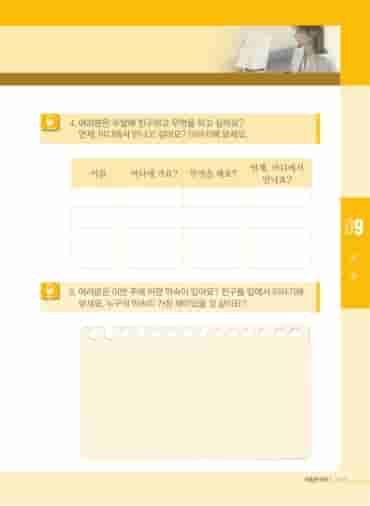 4. 여러분은 주말에 친구하고 무엇을 하고 싶어요?
언제, 어디에서 만나고 싶어요? 이야기해 보세요.
이름 어디에 가요? 무엇을 해요? 언제, 어디에서
만나요?
5. 여러분은 이번 주에 어떤 약속이 있어요? 친구들 앞에서 이야기해
보세요. 누구의 약속이 가장 재미있을 것 같아요?
09